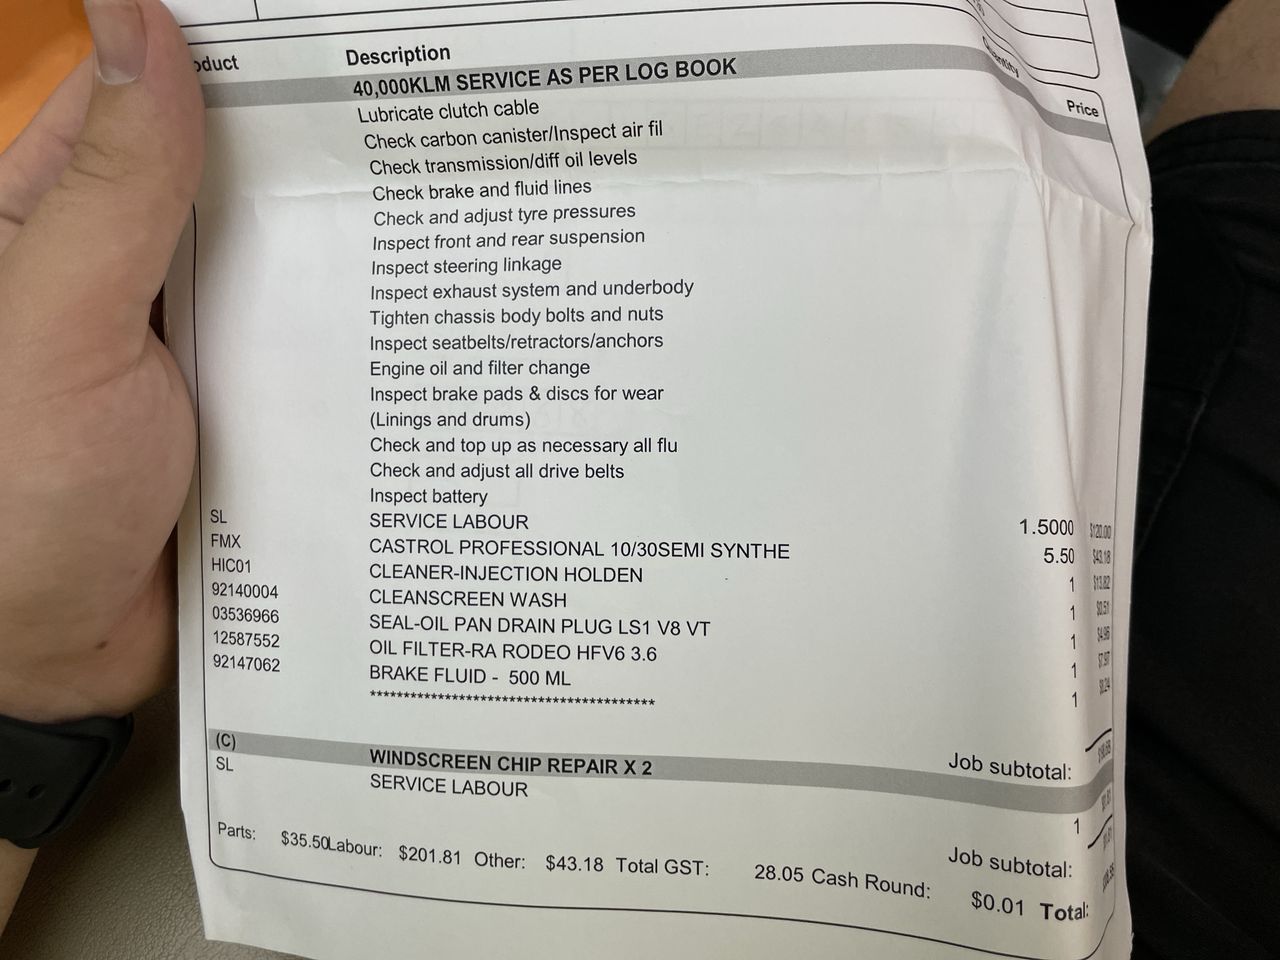 oduct Description Quantity Price
40,000KLM SERVICE AS PER LOG BOOK
Lubricate clutch cable
Check carbon canister/Inspect air fil
Check transmission/diff oil levels
Check brake and fluid lines
Check and adjust tyre pressures
Inspect front and rear suspension
Inspect steering linkage
Inspect exhaust system and underbody
Tighten chassis body bolts and nuts
Inspect seatbelts/retractors/anchors
Engine oil and filter change
Inspect brake pads & discs for wear
(Linings and drums)
Check and top up as necessary all flu
Check and adjust all drive belts
Inspect battery
SL SERVICE LABOUR 1.5000 $120.00
FMX CASTROL PROFESSIONAL 10/30SEMI SYNTHE 5.50 $43.18
HIC01 CLEANER-INJECTION HOLDEN 1 $13.82
92140004 CLEANSCREEN WASH 1
03536966 SEAL-OIL PAN DRAIN PLUG LS1 V8 VT 1
12587552 OIL FILTER-RA RODEO HFV6 3.6 1
92147062 BRAKE FLUID - 500 ML 1
*******************************************
Job subtotal:
(C) WINDSCREEN CHIP REPAIR X 2
SL SERVICE LABOUR 1
Job subtotal:
Parts: $35.50Labour: $201.81 Other: $43.18 Total GST: 28.05 Cash Round: $0.01 Total: